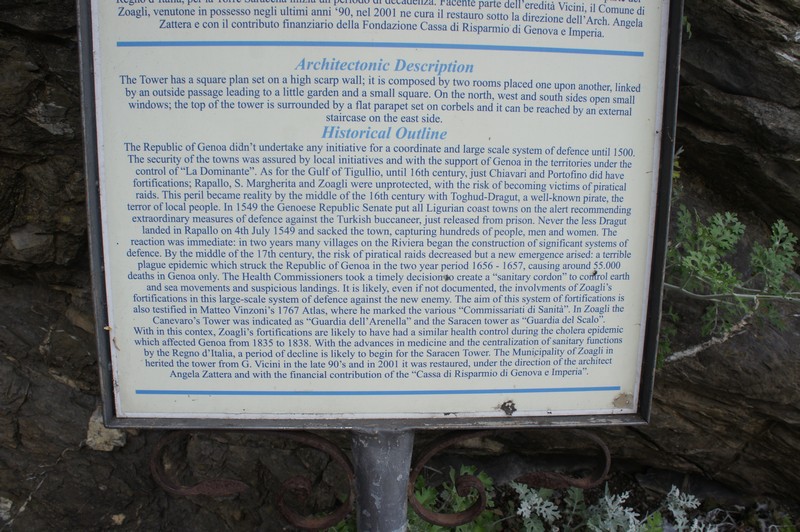 Regno d'Italia, per la Torre Saracena inizia un periodo di decadenza. Facente parte dell'eredità Vicini, il Comune di
Zoagli, venutone in possesso negli ultimi anni '90, nel 2001 ne cura il restauro sotto la direzione dell'Arch. Angela
Zattera e con il contributo finanziario della Fondazione Cassa di Risparmio di Genova e Imperia.
Architectonic Description
The Tower has a square plan set on a high scarp wall; it is composed by two rooms placed one upon another, linked
by an outside passage leading to a little garden and a small square. On the north, west and south sides open small
windows; the top of the tower is surrounded by a flat parapet set on corbels and it can be reached by an external
staircase on the east side.
Historical Outline
The Republic of Genoa didn't undertake any initiative for a coordinate and large scale system of defence until 1500.
The security of the towns was assured by local initiatives and with the support of Genoa in the territories under the
control of "La Dominante". As for the Gulf of Tigullio, until 16th century, just Chiavari and Portofino did have
fortifications; Rapallo, S. Margherita and Zoagli were unprotected, with the risk of becoming victims of piratical
raids. This peril became reality by the middle of the 16th century with Toghud-Dragut, a well-known pirate, the
terror of local people. In 1549 the Genoese Republic Senate put all Ligurian coast towns on the alert recommending
extraordinary measures of defence against the Turkish buccaneer, just released from prison. Never the less Dragut
landed in Rapallo on 4th July 1549 and sacked the town, capturing hundreds of people, men and women. The
reaction was immediate: in two years many villages on the Riviera began the construction of significant systems of
defence. By the middle of the 17th century, the risk of piratical raids decreased but a new emergence arised: a terrible
plague epidemic which struck the Republic of Genoa in the two year period 1656 - 1657, causing around 55.000
deaths in Genoa only. The Health Commissioners took a timely decision to create a "sanitary cordon" to control earth
and sea movements and suspicious landings. It is likely, even if not documented, the involvments of Zoagli's
fortifications in this large-scale system of defence against the new enemy. The aim of this system of fortifications is
also testified in Matteo Vinzoni's 1767 Atlas, where he marked the various "Commissariati di Sanità". In Zoagli the
Canevaro's Tower was indicated as "Guardia dell'Arenella" and the Saracen tower as "Guardia del Scalo".
With in this contex, Zoagli's fortifications are likely to have had a similar health control during the cholera epidemic
which affected Genoa from 1835 to 1838. With the advances in medicine and the centralization of sanitary functions
by the Regno d'Italia, a period of decline is likely to begin for the Saracen Tower. The Municipality of Zoagli in
herited the tower from G. Vicini in the late 90's and in 2001 it was restaured, under the direction of the architect
Angela Zattera and with the financial contribution of the "Cassa di Risparmio di Genova e Imperia".